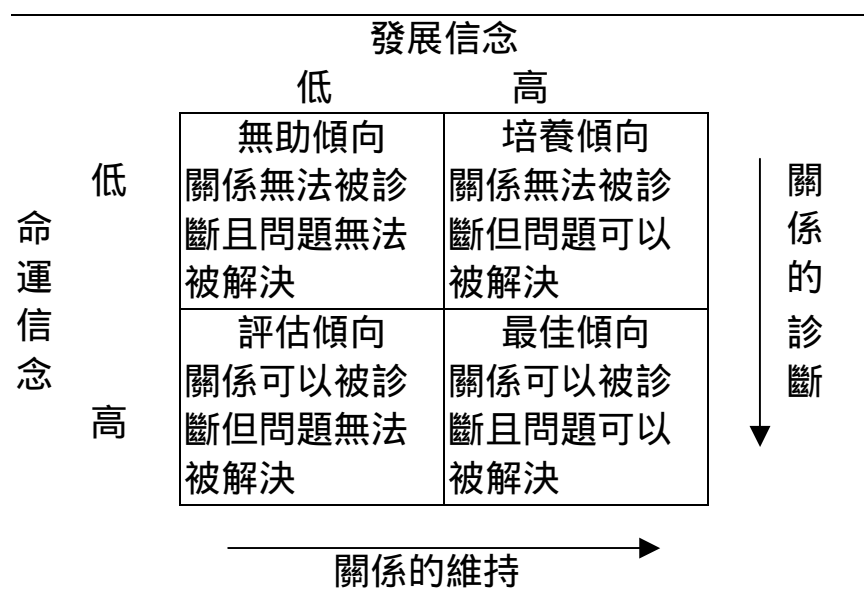 發展信念
低 高
命運信念
低
無助傾向
關係無法被診
斷且問題無法
被解決
培養傾向
關係無法被診
斷但問題可以
被解決
高
評估傾向
關係可以被診
斷但問題無法
被解決
最佳傾向
關係可以被診
斷且問題可以
被解決
關係的診斷
關係的維持